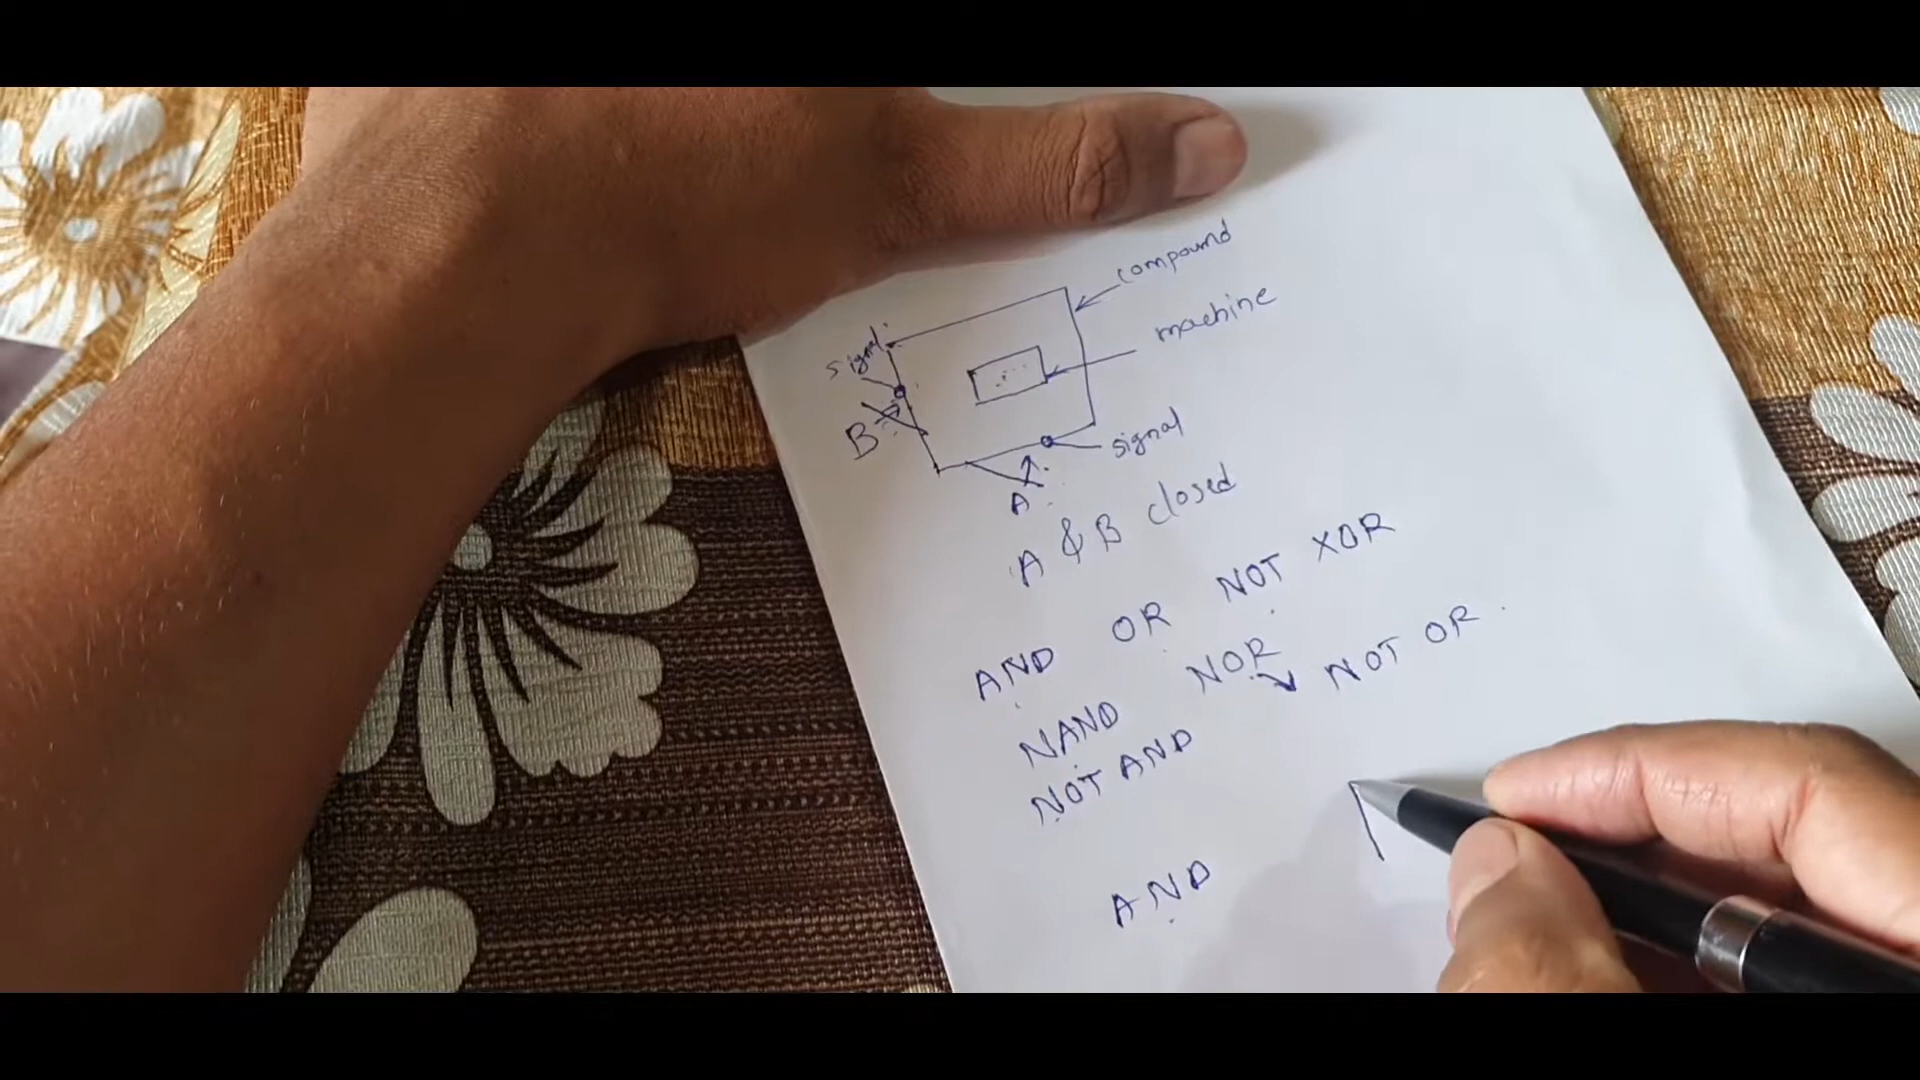 compound
machine
signal
B
signal
A
A & B closed
AND OR NOT XOR
NAND NOR NOT OR
NOT AND
AND